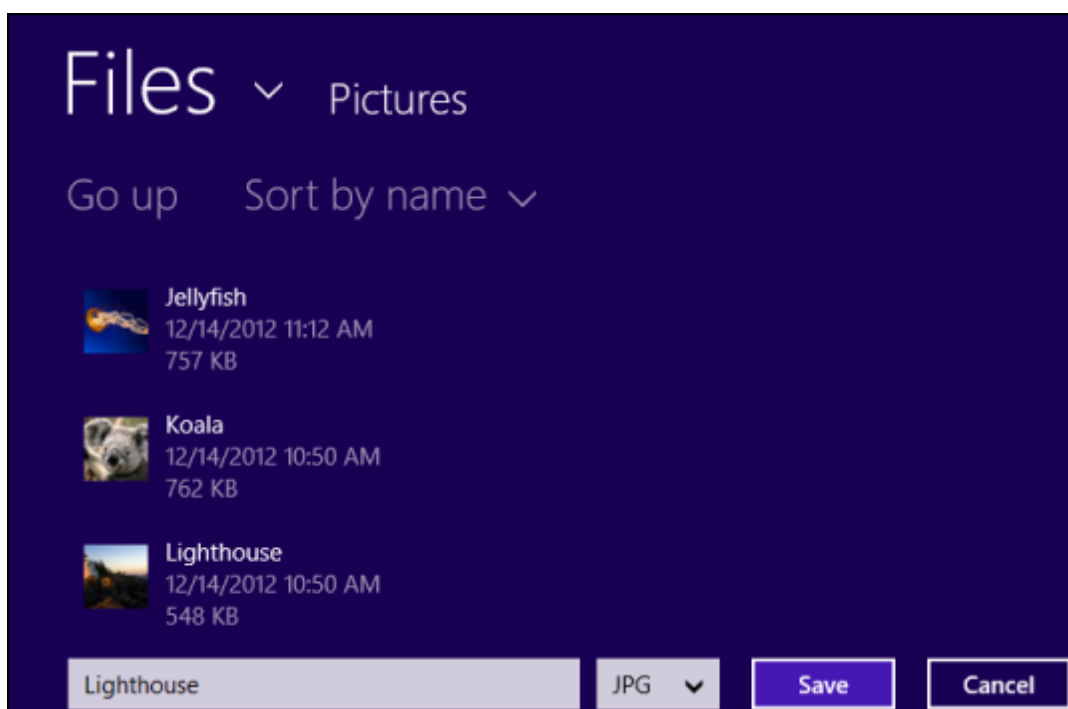 Files Pictures
Go up Sort by name
Jellyfish
12/14/2012 11:12 AM
757 KB
Koala
12/14/2012 10:50 AM
762 KB
Lighthouse
12/14/2012 10:50 AM
548 KB
Lighthouse JPG Save Cancel